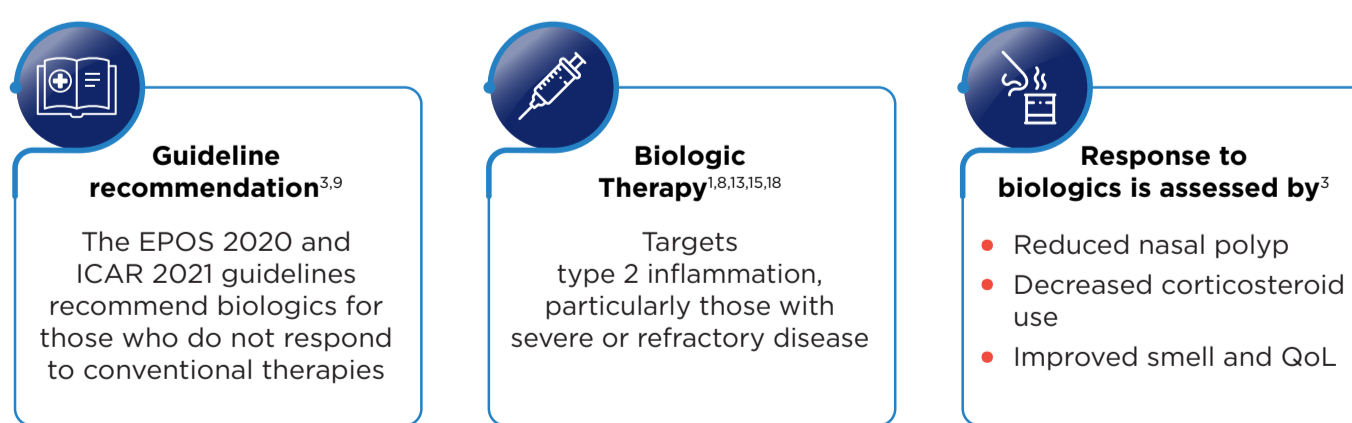 Guideline
recommendation3,9
The EPOS 2020 and
ICAR 2021 guidelines
recommend biologics for
those who do not respond
to conventional therapies
Biologic
Therapy1,8,13,15,18
Targets
type 2 inflammation,
particularly those with
severe or refractory disease
Response to
biologics is assessed by3
• Reduced nasal polyp
• Decreased corticosteroid
use
• Improved smell and QoL